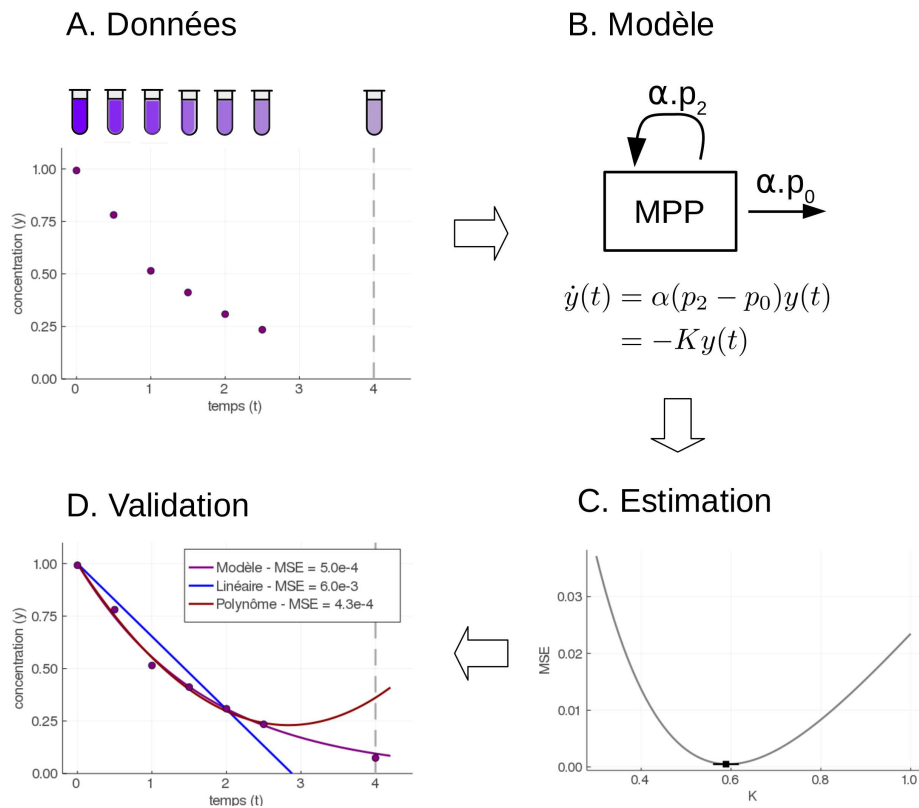 A. Données
1.00
0.75
0.50
0.25
0.00
concentration (y)
0 1 2 3 4
temps (t)
B. Modèle
α.p₂
MPP
α.p₀
ẏ(t) = α(p₂ − p₀)y(t)
= −Ky(t)
D. Validation
1.00
0.75
0.50
0.25
0.00
concentration (y)
Modèle - MSE = 5.0e-4
Linéaire - MSE = 6.0e-3
Polynôme - MSE = 4.3e-4
0 1 2 3 4
temps (t)
C. Estimation
0.03
0.02
0.01
0.00
MSE
0.4 0.6 0.8 1.0
K